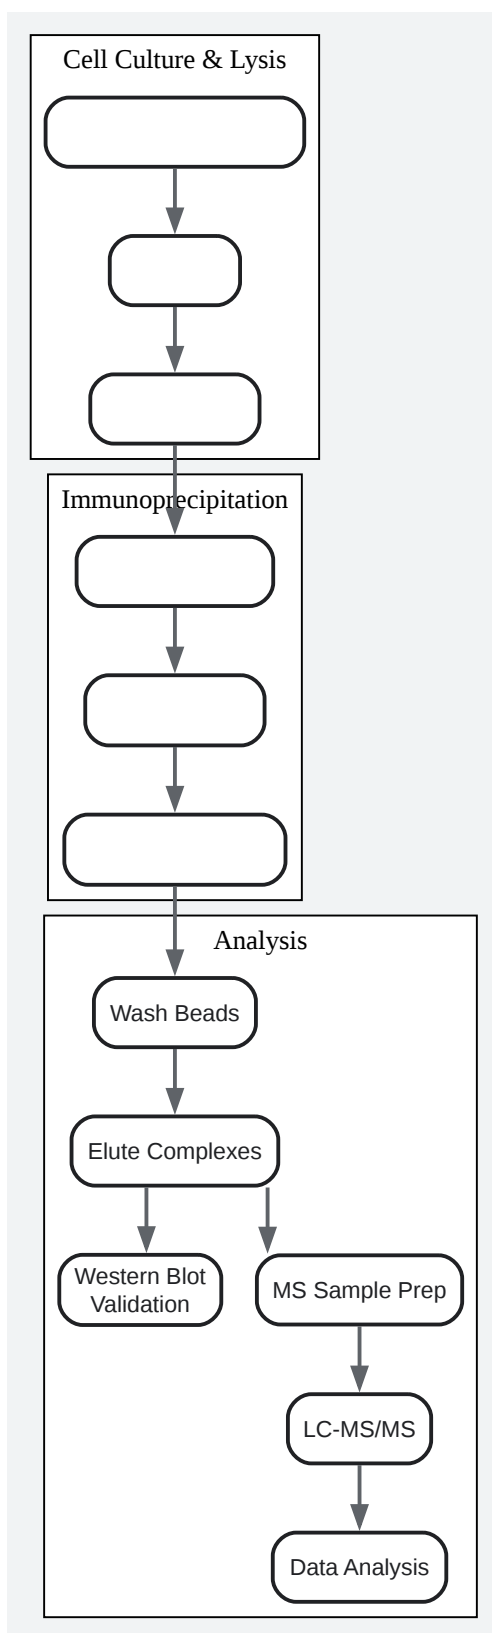 Cell Culture & Lysis
Immunoprecipitation
Analysis
Wash Beads
Elute Complexes
Western Blot
Validation
MS Sample Prep
LC-MS/MS
Data Analysis